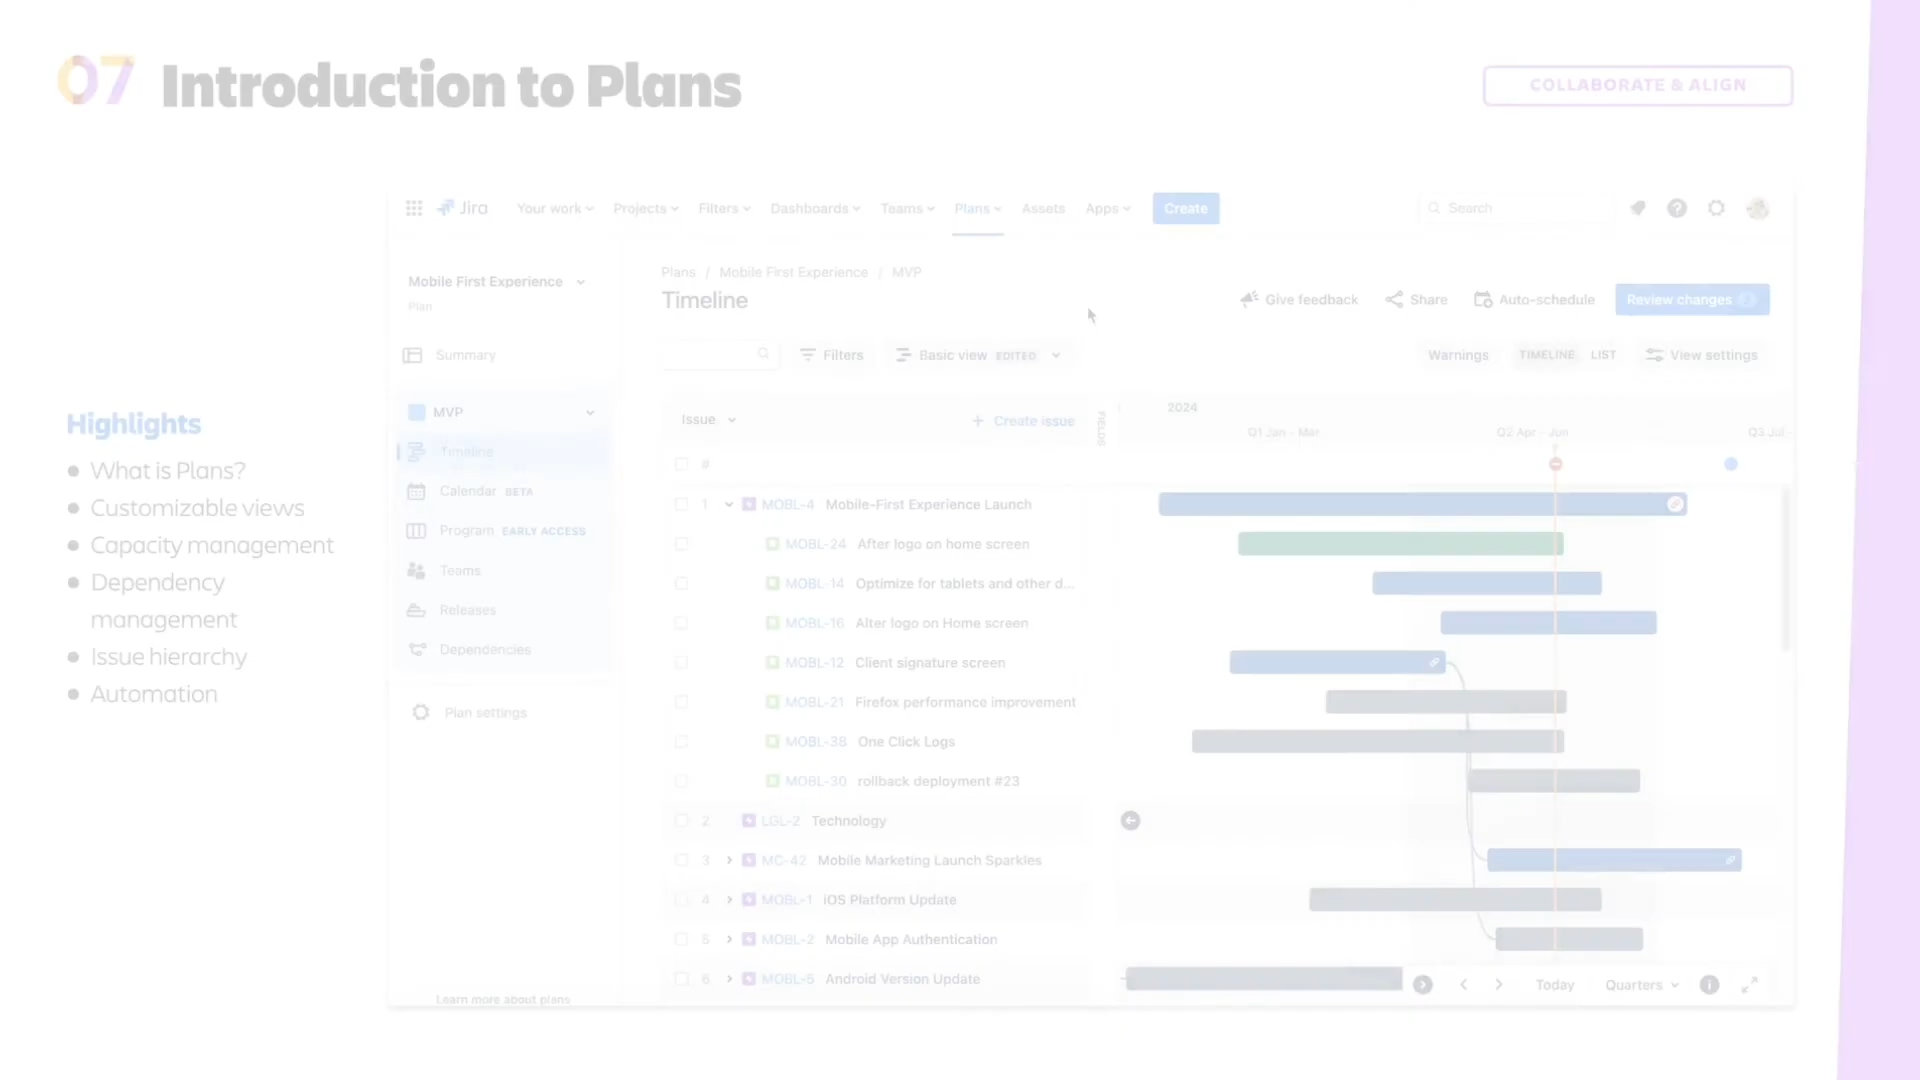 07 Introduction to Plans
COLLABORATE & ALIGN
Highlights
What is Plans?
Customizable views
Capacity management
Dependency
management
Issue hierarchy
Automation
Jira Your work Projects Filters Dashboards Teams Plans Assets Apps Create Search
Mobile First Experience
Plan
Summary
MVP
Timeline
Calendar BETA
Program EARLY ACCESS
Teams
Releases
Dependencies
Plan settings
Learn more about plans
Plans / Mobile First Experience / MVP
Timeline
Give feedback Share Auto-schedule Review changes
Filters Basic view EDITED Warnings TIMELINE LIST View settings
Issue + Create issue FIELDS
2024
Q1 Jan - Mar Q2 Apr - Jun Q3 Jul -
#
1 MOBL-4 Mobile-First Experience Launch
MOBL-24 After logo on home screen
MOBL-14 Optimize for tablets and other d...
MOBL-16 Alter logo on Home screen
MOBL-12 Client signature screen
MOBL-21 Firefox performance improvement
MOBL-38 One Click Logs
MOBL-30 rollback deployment #23
2 LGL-2 Technology
3 MC-42 Mobile Marketing Launch Sparkles
4 MOBL-1 iOS Platform Update
5 MOBL-2 Mobile App Authentication
6 MOBL-5 Android Version Update
Today Quarters